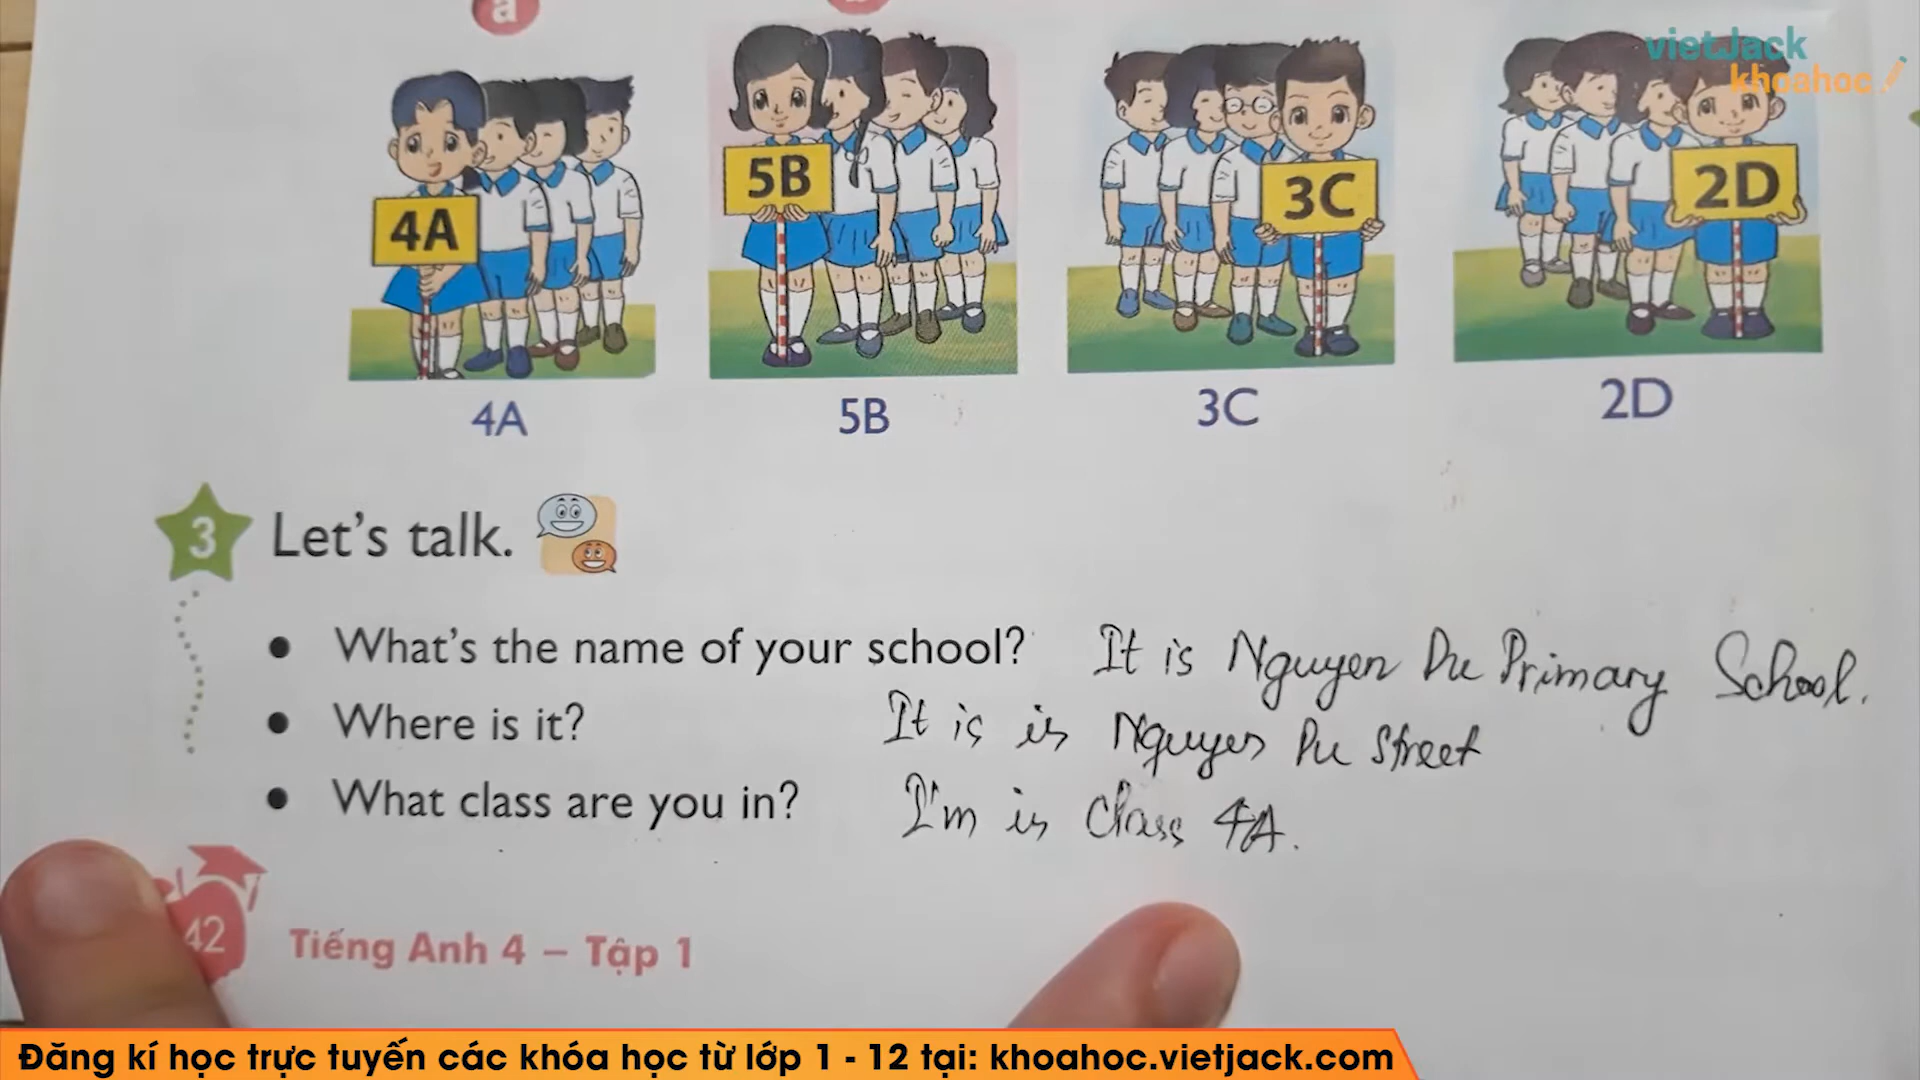 a
vietJack
khoahoc
4A
5B
3C
2D
4A
5B
3C
2D
3 Let's talk.
• What's the name of your school? It is Nguyen Du Primary School.
• Where is it? It is in Nguyen Du Street
• What class are you in? I'm in Class 4A.
42 Tiếng Anh 4 – Tập 1
Đăng kí học trực tuyến các khóa học từ lớp 1 - 12 tại: khoahoc.vietjack.com